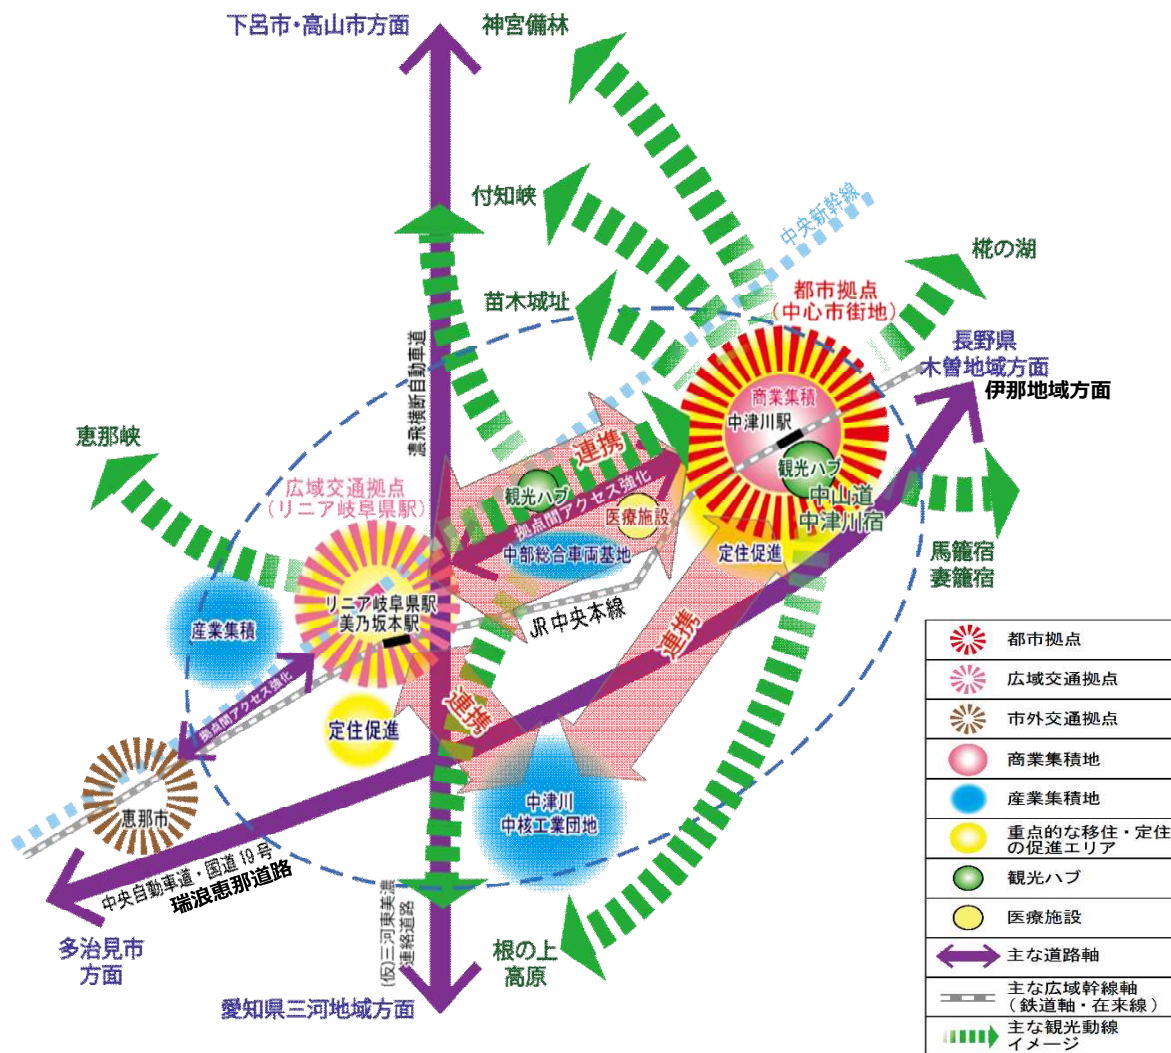 下呂市・高山市方面
神宮備林
付知峡
中央新幹線
椛の湖
苗木城址
都市拠点
(中心市街地)
長野県
木曽地域方面
伊那地域方面
濃飛横断自動車道
商業集積
中津川駅
恵那峡
連携
観光ハブ
観光ハブ
中山道
中津川宿
広域交通拠点
(リニア岐阜県駅)
拠点間アクセス強化
医療施設
中部総合車両基地
定住促進
馬籠宿
妻籠宿
リニア岐阜県駅
美乃坂本駅
産業集積
JR中央本線
連携
連携
拠点間アクセス強化
定住促進
恵那市
中津川
中核工業団地
中央自動車道・国道19号
瑞浪恵那道路
(仮)三河東美濃
連絡道路
多治見市
方面
根の上
高原
愛知県三河地域方面
都市拠点
広域交通拠点
市外交通拠点
商業集積地
産業集積地
重点的な移住・定住
の促進エリア
観光ハブ
医療施設
主な道路軸
主な広域幹線軸
(鉄道軸・在来線)
主な観光動線
イメージ